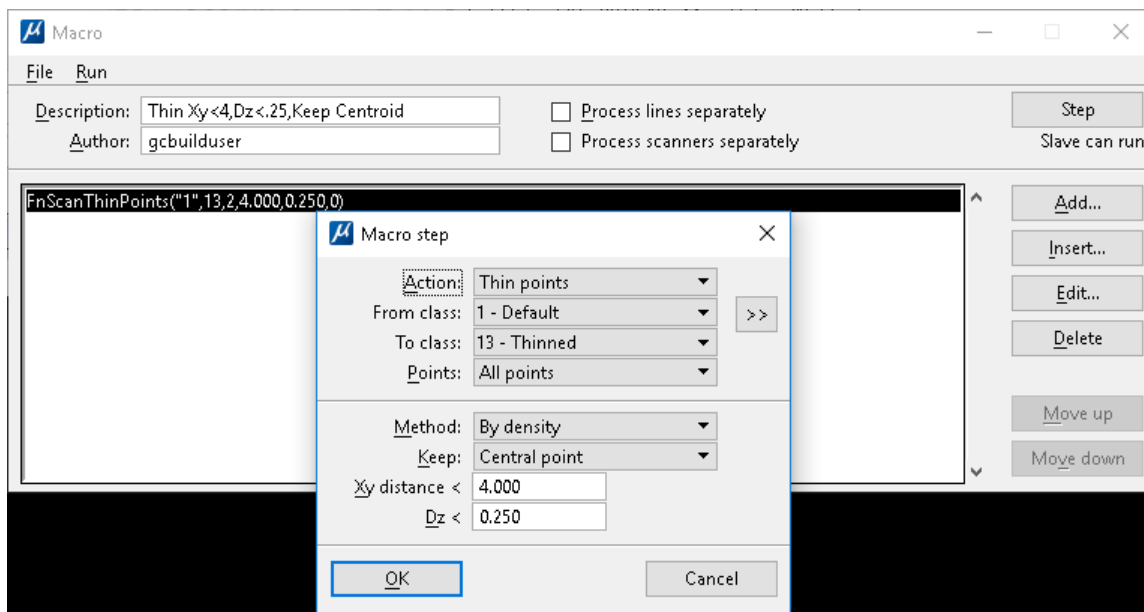 Macro
File Run
Description: Thin Xy<4,Dz<.25,Keep Centroid
Process lines separately
Step
Author: gcbuilduser
Process scanners separately
Slave can run
FnScanThinPoints("1",13,2,4.000,0.250,0)
Add...
Insert...
Edit...
Delete
Move up
Move down
Macro step
Action: Thin points
From class: 1 - Default
>>
To class: 13 - Thinned
Points: All points
Method: By density
Keep: Central point
Xy distance < 4.000
Dz < 0.250
OK Cancel